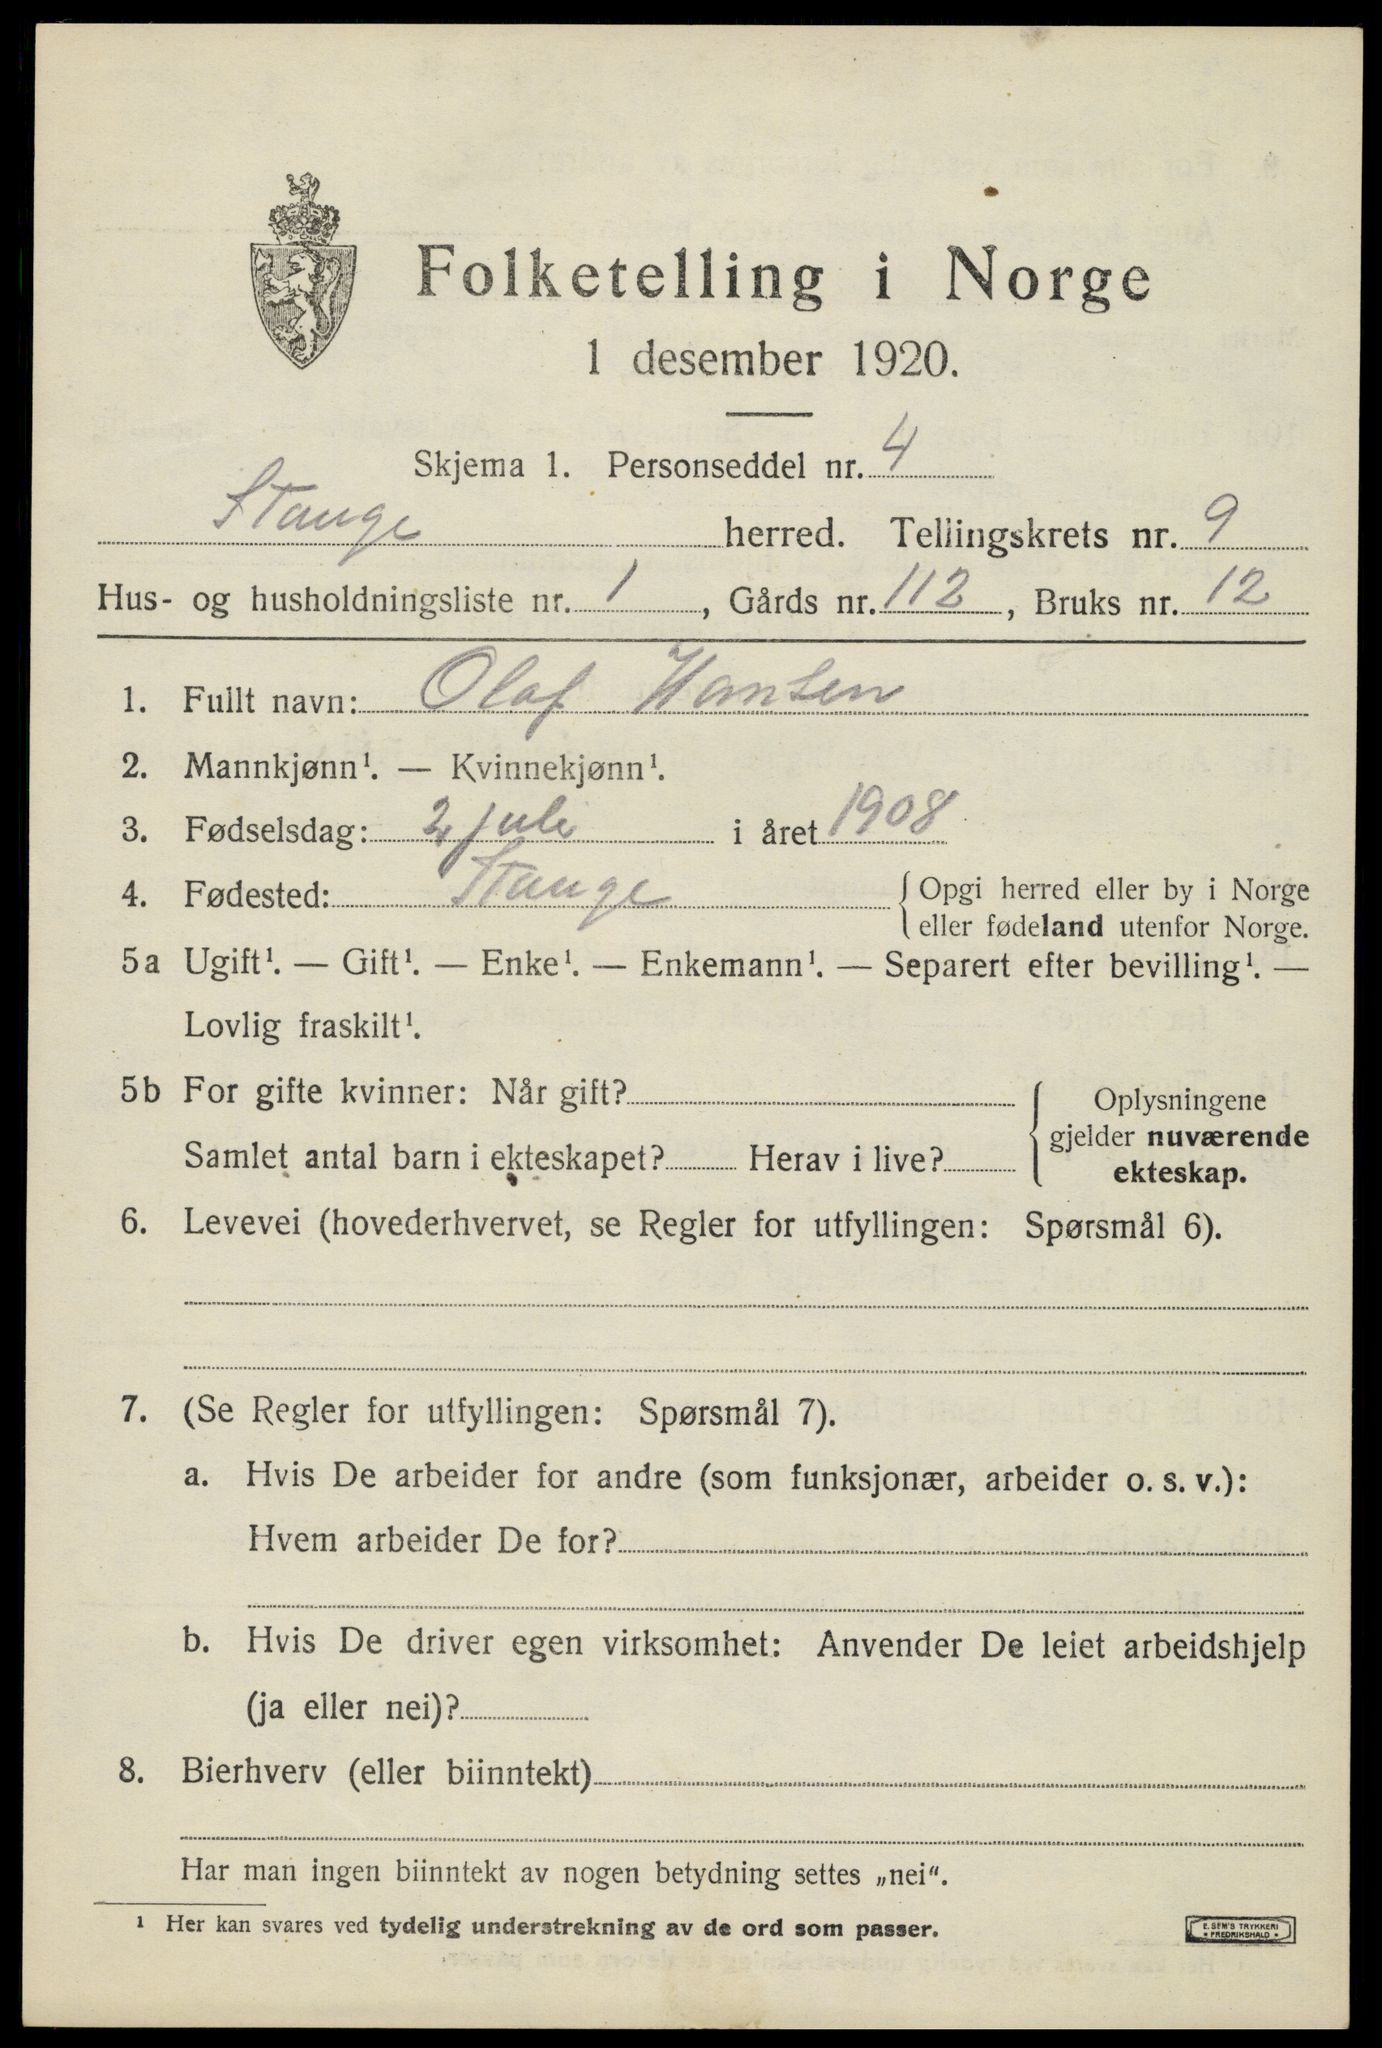 Folketelling i Norge
1 desember 1920.
Skjema 1. Personseddel nr. 4
Stange herred. Tellingskrets nr. 9
Hus- og husholdningsliste nr. 1, Gårds nr. 112, Bruks nr. 12
1. Fullt navn: Olaf Hansen
2. Mannkjønn¹. — Kvinnekjønn¹.
3. Fødselsdag: 2 juli i året 1908
4. Fødested: Stange { Opgi herred eller by i Norge
eller fødeland utenfor Norge.
5a Ugift¹. — Gift¹. — Enke¹. — Enkemann¹. — Separert efter bevilling¹. —
Lovlig fraskilt¹.
5b For gifte kvinner: Når gift? { Oplysningene
gjelder nuværende
Samlet antal barn i ekteskapet? Herav i live?
ekteskap.
6. Levevei (hovederhvervet, se Regler for utfyllingen: Spørsmål 6).
7. (Se Regler for utfyllingen: Spørsmål 7).
a. Hvis De arbeider for andre (som funksjonær, arbeider o. s. v.):
Hvem arbeider De for?
b. Hvis De driver egen virksomhet: Anvender De leiet arbeidshjelp
(ja eller nei)?
8. Bierhverv (eller biinntekt)
Har man ingen biinntekt av nogen betydning settes „nei“.
¹ Her kan svares ved tydelig understrekning av de ord som passer.
E. SEM'S TRYKKERI
• FREDRIKSHALD •